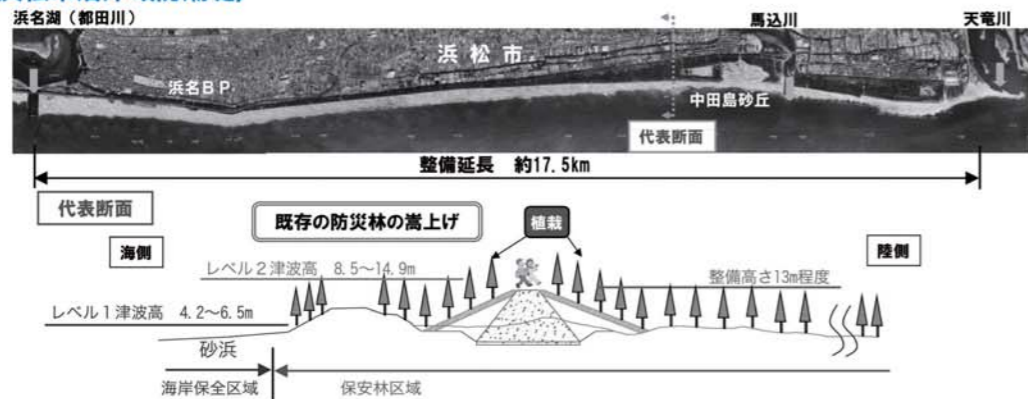 浜名湖（都田川）
馬込川
天竜川
浜松市
浜名BP
中田島砂丘
代表断面
整備延長 約17.5km
代表断面
既存の防災林の嵩上げ
植栽
海側
陸側
レベル2津波高 8.5～14.9m
整備高さ13m程度
レベル1津波高 4.2～6.5m
砂浜
海岸保全区域
保安林区域